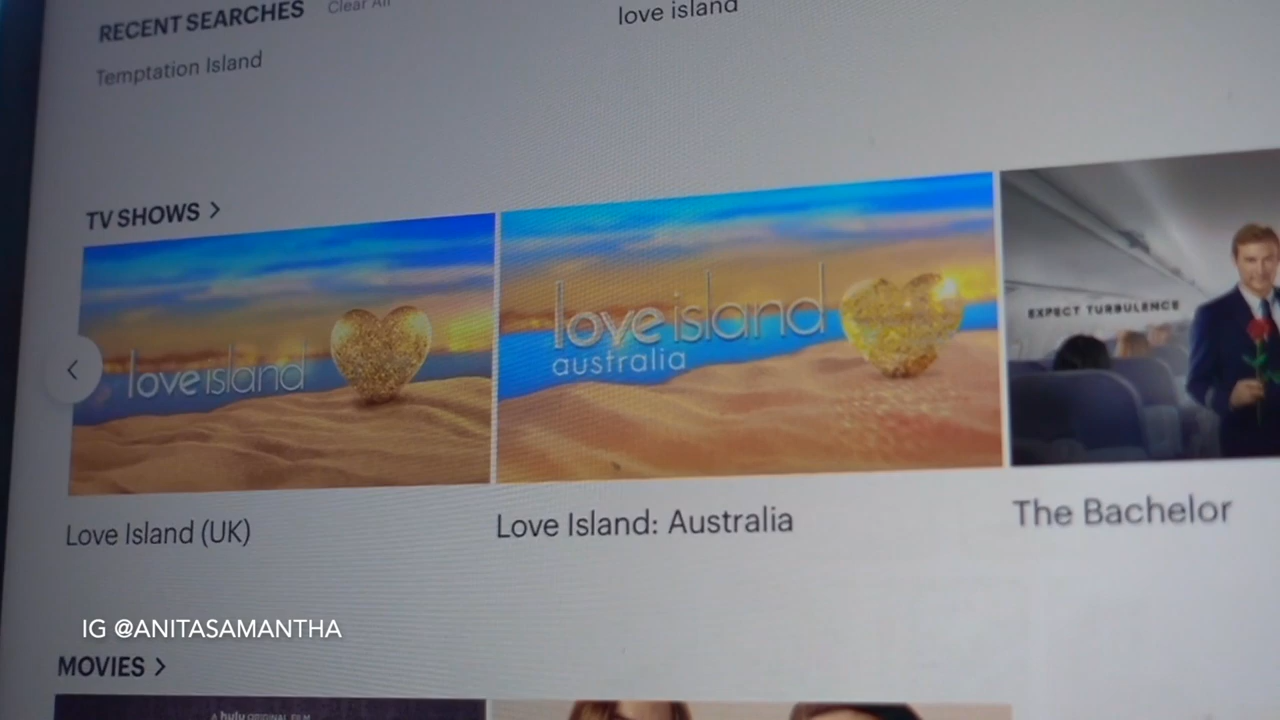 RECENT SEARCHES
Clear All
love island
Temptation Island
TV SHOWS >
love island
love island
australia
EXPECT TURBULENCE
Love Island (UK)
Love Island: Australia
The Bachelor
IG @ANITASAMANTHA
MOVIES >
A hulu ORIGINAL FILM